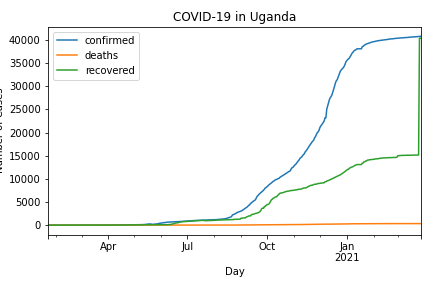 COVID-19 in Uganda
confirmed
deaths
recovered
40000
35000
30000
25000
20000
15000
10000
5000
0
Apr
Jul
Oct
Jan
2021
Day